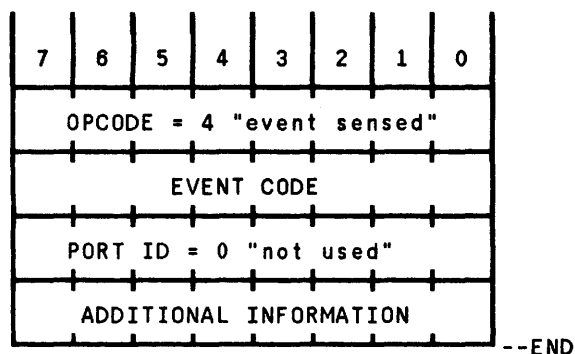 7 6 5 4 3 2 1 0
OPCODE = 4 "event sensed"
EVENT CODE
PORT ID = 0 "not used"
ADDITIONAL INFORMATION
--END